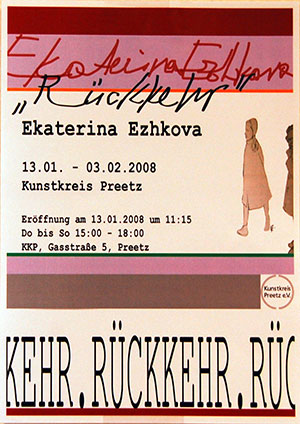 Ekaterina Ezhkova
„Rückkehr“
Ekaterina Ezhkova
13.01. - 03.02.2008
Kunstkreis Preetz
Eröffnung am 13.01.2008 um 11:15
Do bis So 15:00 - 18:00
KKP, Gasstraße 5, Preetz
Kunstkreis
Preetz e.V.
KEHR.RÜCKKEHR.RÜC